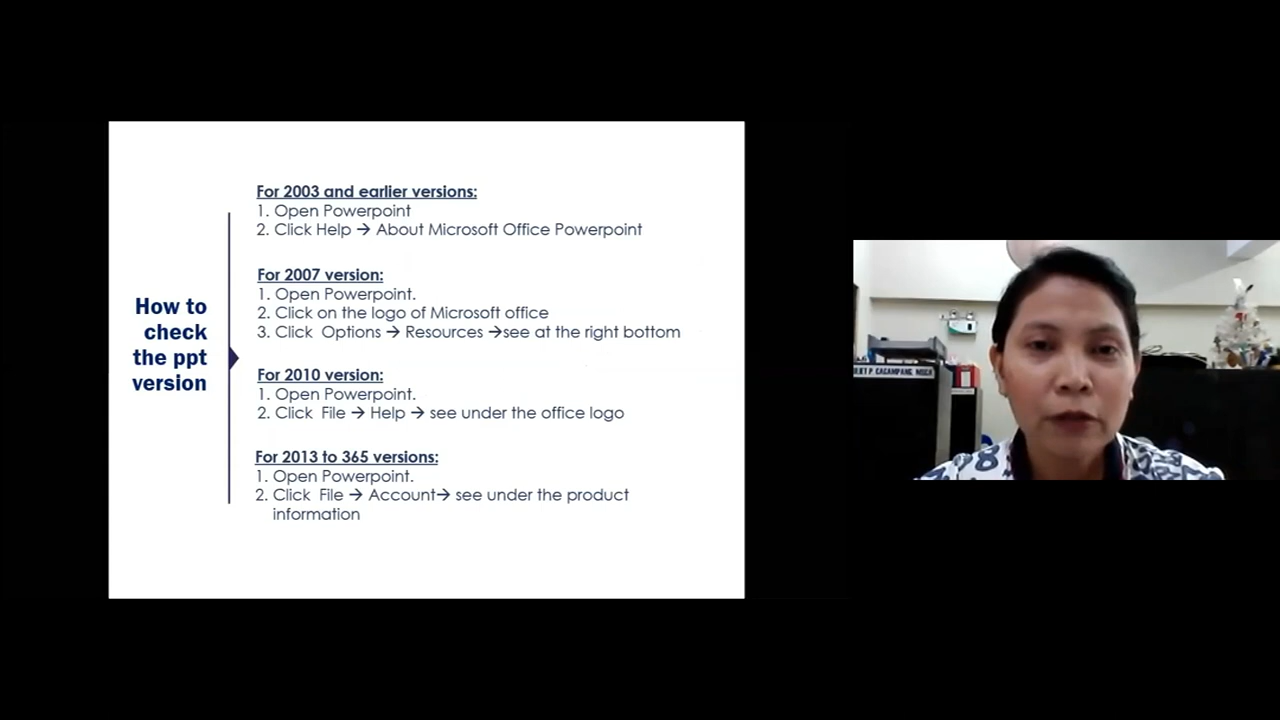 How to
check
the ppt
version
For 2003 and earlier versions:
1. Open Powerpoint
2. Click Help → About Microsoft Office Powerpoint
For 2007 version:
1. Open Powerpoint.
2. Click on the logo of Microsoft office
3. Click Options → Resources →see at the right bottom
For 2010 version:
1. Open Powerpoint.
2. Click File → Help → see under the office logo
For 2013 to 365 versions:
1. Open Powerpoint.
2. Click File → Account→ see under the product
information
P. CAGAMPANG, MSCA